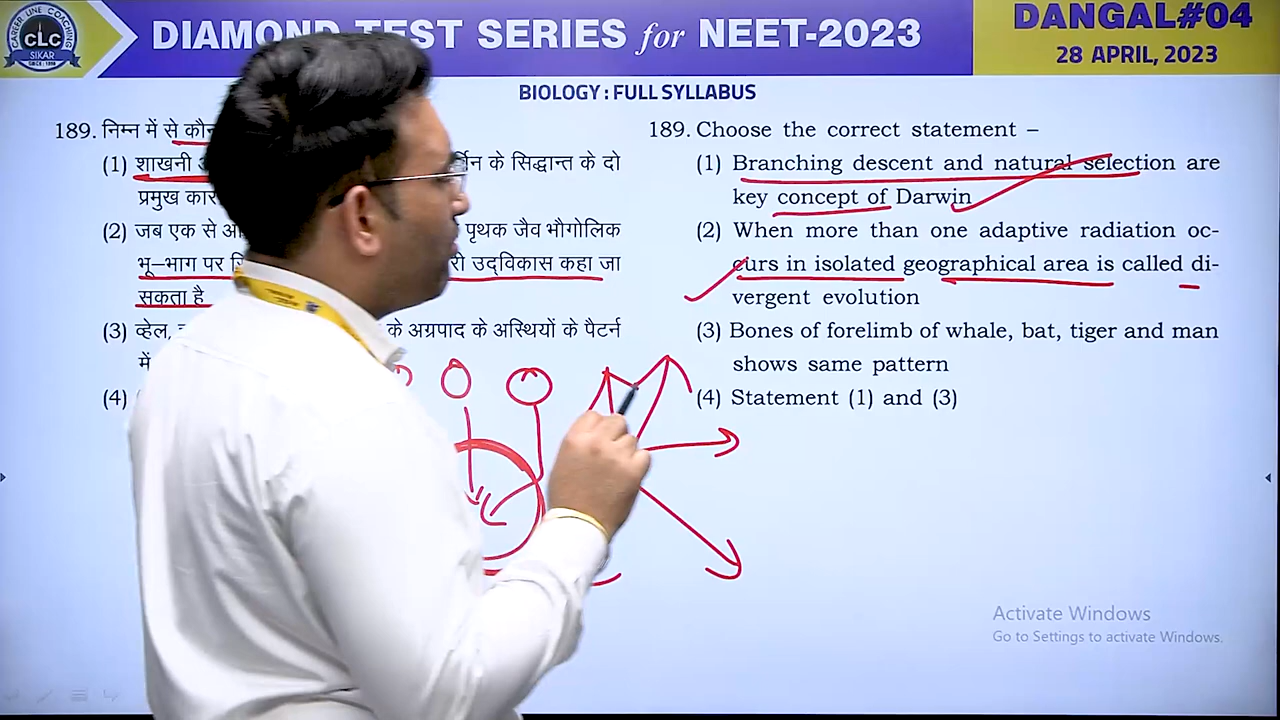 CAREER LINE COACHING
CLC
SIKAR
DIAMOND TEST SERIES for NEET-2023
DANGAL#04
28 APRIL, 2023
BIOLOGY : FULL SYLLABUS
189. निम्न में से
(1) शाखनी के सिद्धान्त के दो
प्रमुख
(2) जब एक से पृथक जैव भौगोलिक
भू–भाग पर उद्विकास कहा जा
सकता है
(3) व्हेल, के अग्रपाद के अस्थियों के पैटर्न
में
(4)
189. Choose the correct statement –
(1) Branching descent and natural selection are
key concept of Darwin
(2) When more than one adaptive radiation oc-
curs in isolated geographical area is called di-
vergent evolution
(3) Bones of forelimb of whale, bat, tiger and man
shows same pattern
(4) Statement (1) and (3)
Activate Windows
Go to Settings to activate Windows.